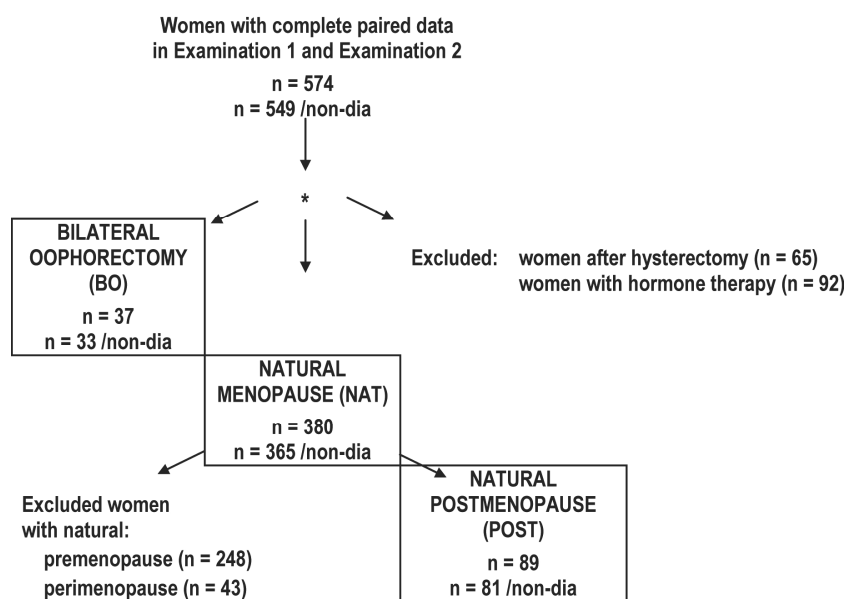 Women with complete paired data
in Examination 1 and Examination 2
n = 574
n = 549 /non-dia
*
BILATERAL
OOPHORECTOMY
(BO)
n = 37
n = 33 /non-dia
Excluded: women after hysterectomy (n = 65)
women with hormone therapy (n = 92)
NATURAL
MENOPAUSE (NAT)
n = 380
n = 365 /non-dia
Excluded women
with natural:
premenopause (n = 248)
perimenopause (n = 43)
NATURAL
POSTMENOPAUSE
(POST)
n = 89
n = 81 /non-dia